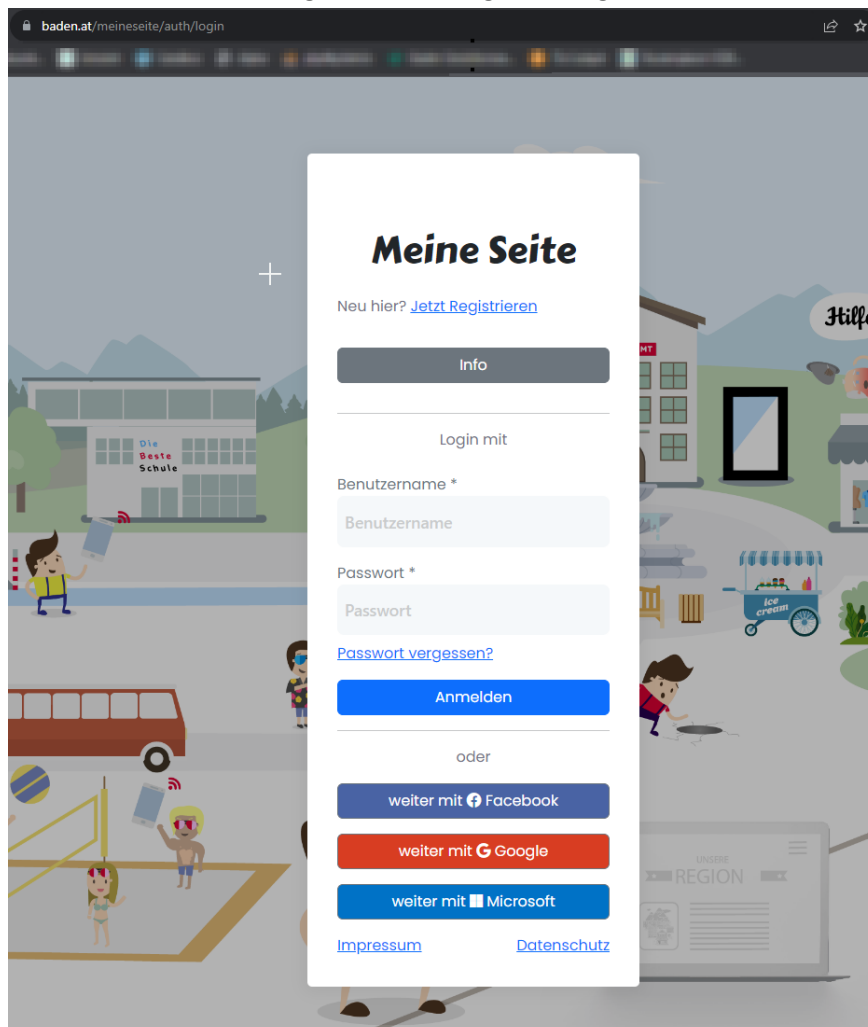 baden.at/meineseite/auth/login
Meine Seite
Neu hier? Jetzt Registrieren
Hilf
Info
MT
Login mit
Die
Beste
Schule
Benutzername *
Benutzername
Passwort *
Passwort
ice
cream
Passwort vergessen?
Anmelden
oder
weiter mit Facebook
weiter mit Google
UNSERE
REGION
weiter mit Microsoft
Impressum Datenschutz